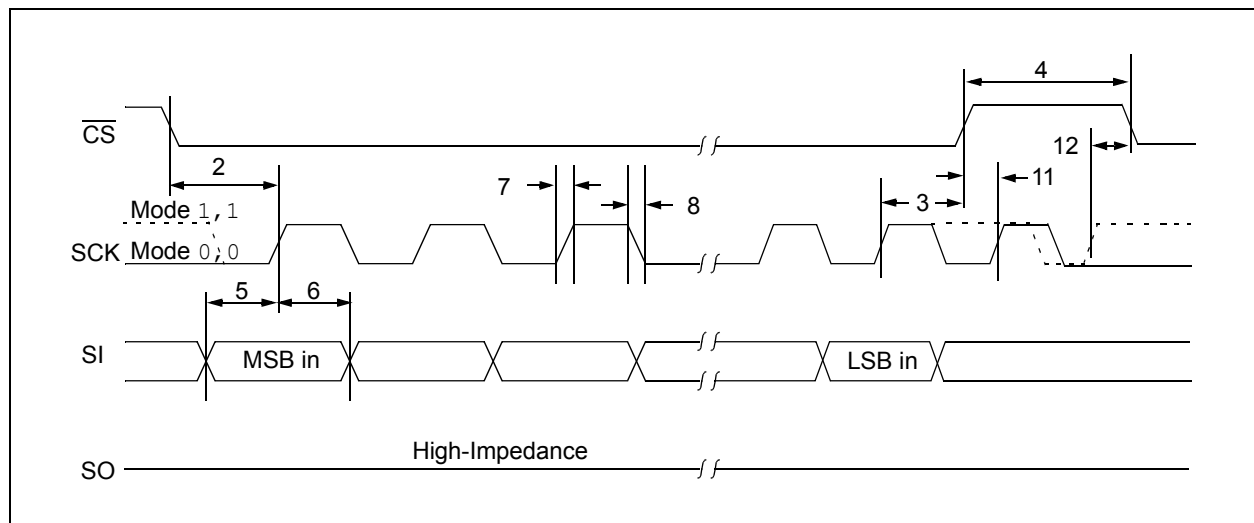 4
CS
12
2
7
8
3
11
Mode 1,1
SCK Mode 0,0
5 6
SI MSB in LSB in
High-Impedance
SO